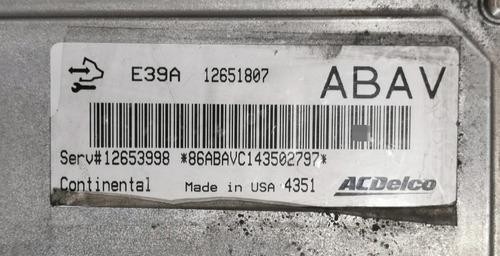 E39A 12651807 ABAV
Serv#12653998 *86ABAVC143502797*
Continental Made in USA 4351 ACDelco